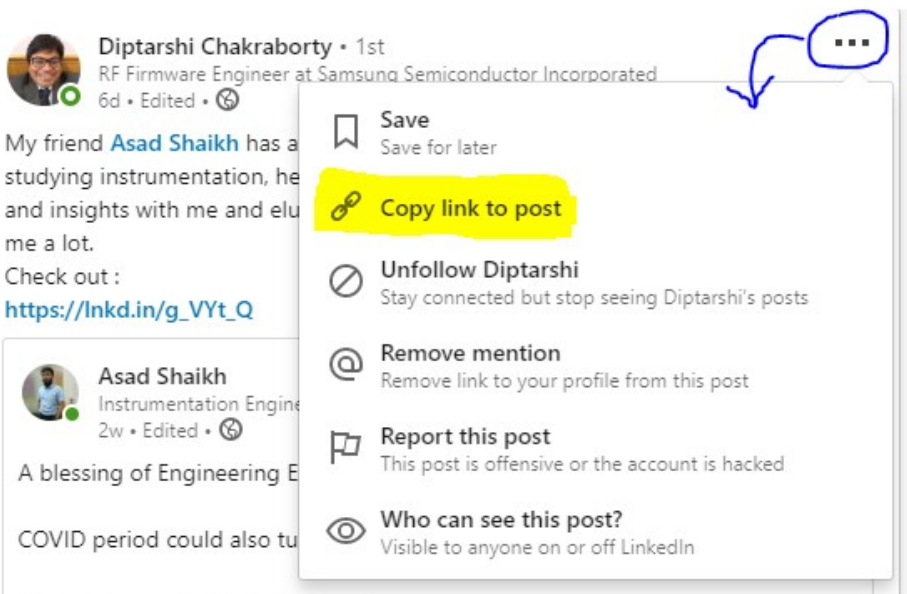 Diptarshi Chakraborty • 1st
RF Firmware Engineer at Samsung Semiconductor Incorporated
6d • Edited •
My friend Asad Shaikh has a
studying instrumentation, he
and insights with me and elu
me a lot.
Check out :
https://lnkd.in/g_VYt_Q
Asad Shaikh
Instrumentation Engine
2w • Edited •
A blessing of Engineering E
COVID period could also tu
Save
Save for later
Copy link to post
Unfollow Diptarshi
Stay connected but stop seeing Diptarshi's posts
Remove mention
Remove link to your profile from this post
Report this post
This post is offensive or the account is hacked
Who can see this post?
Visible to anyone on or off LinkedIn